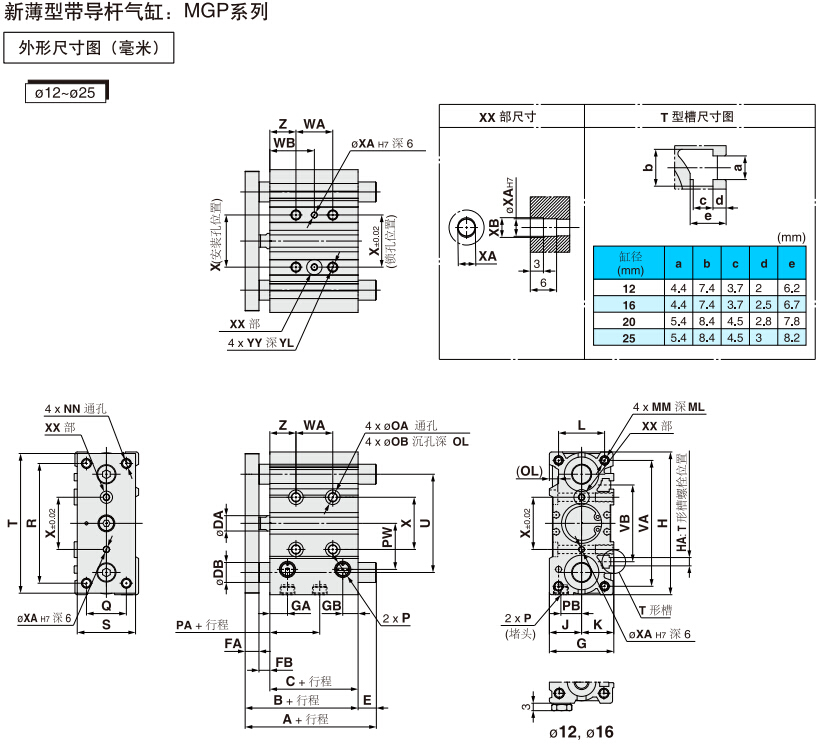 新薄型带导杆气缸：MGP系列
外形尺寸图（毫米）
ø12~ø25
Z WA
WB
øXA H7 深 6
X(安装孔位置)
X±0.02
(锁孔位置)
XX 部
4 x YY 深 YL
XX 部尺寸
T 型槽尺寸图
øXAH7
XB
XA
3
6
b
a
c d
e
(mm)
缸径
(mm) a b c d e
12 4.4 7.4 3.7 2 6.2
16 4.4 7.4 3.7 2.5 6.7
20 5.4 8.4 4.5 2.8 7.8
25 5.4 8.4 4.5 3 8.2
4 x NN 通孔
XX 部
T
R
X±0.02
Q
øXA H7 深 6
S
Z WA
4 x øOA 通孔
4 x øOB 沉孔深 OL
øDA
øDB
PW
X
U
GA GB
2 x P
PA + 行程
FA
FB
C + 行程
B + 行程 E
A + 行程
4 x MM 深 ML
XX 部
L
(OL)
X±0.02
VB
VA
H
HA: T 形槽螺栓位置
2 x P
(堵头)
PB
T 形槽
J K
øXA H7 深 6
G
3
ø12, ø16